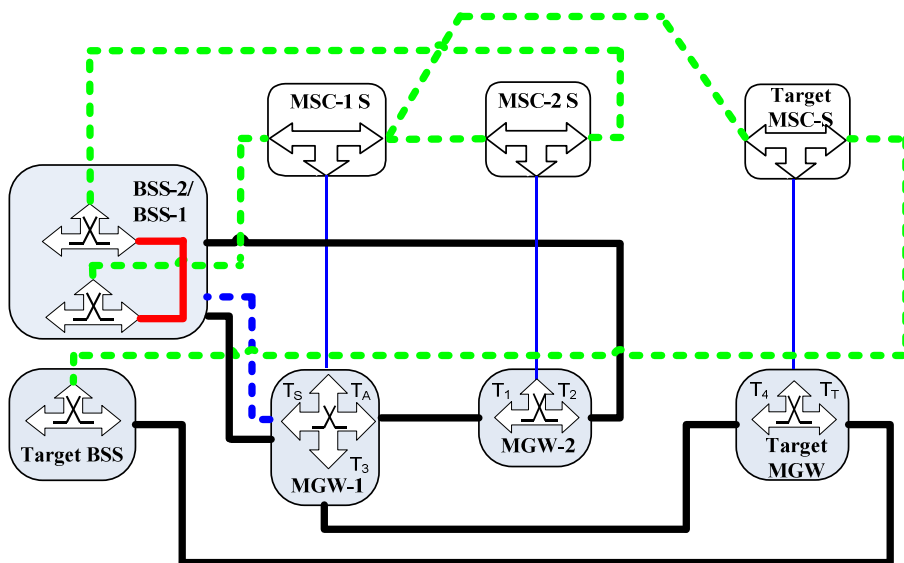 MSC-1 S
MSC-2 S
Target
MSC-S
BSS-2/
BSS-1
Target BSS
TS
TA
T3
MGW-1
T1
T2
MGW-2
T4
TT
Target
MGW